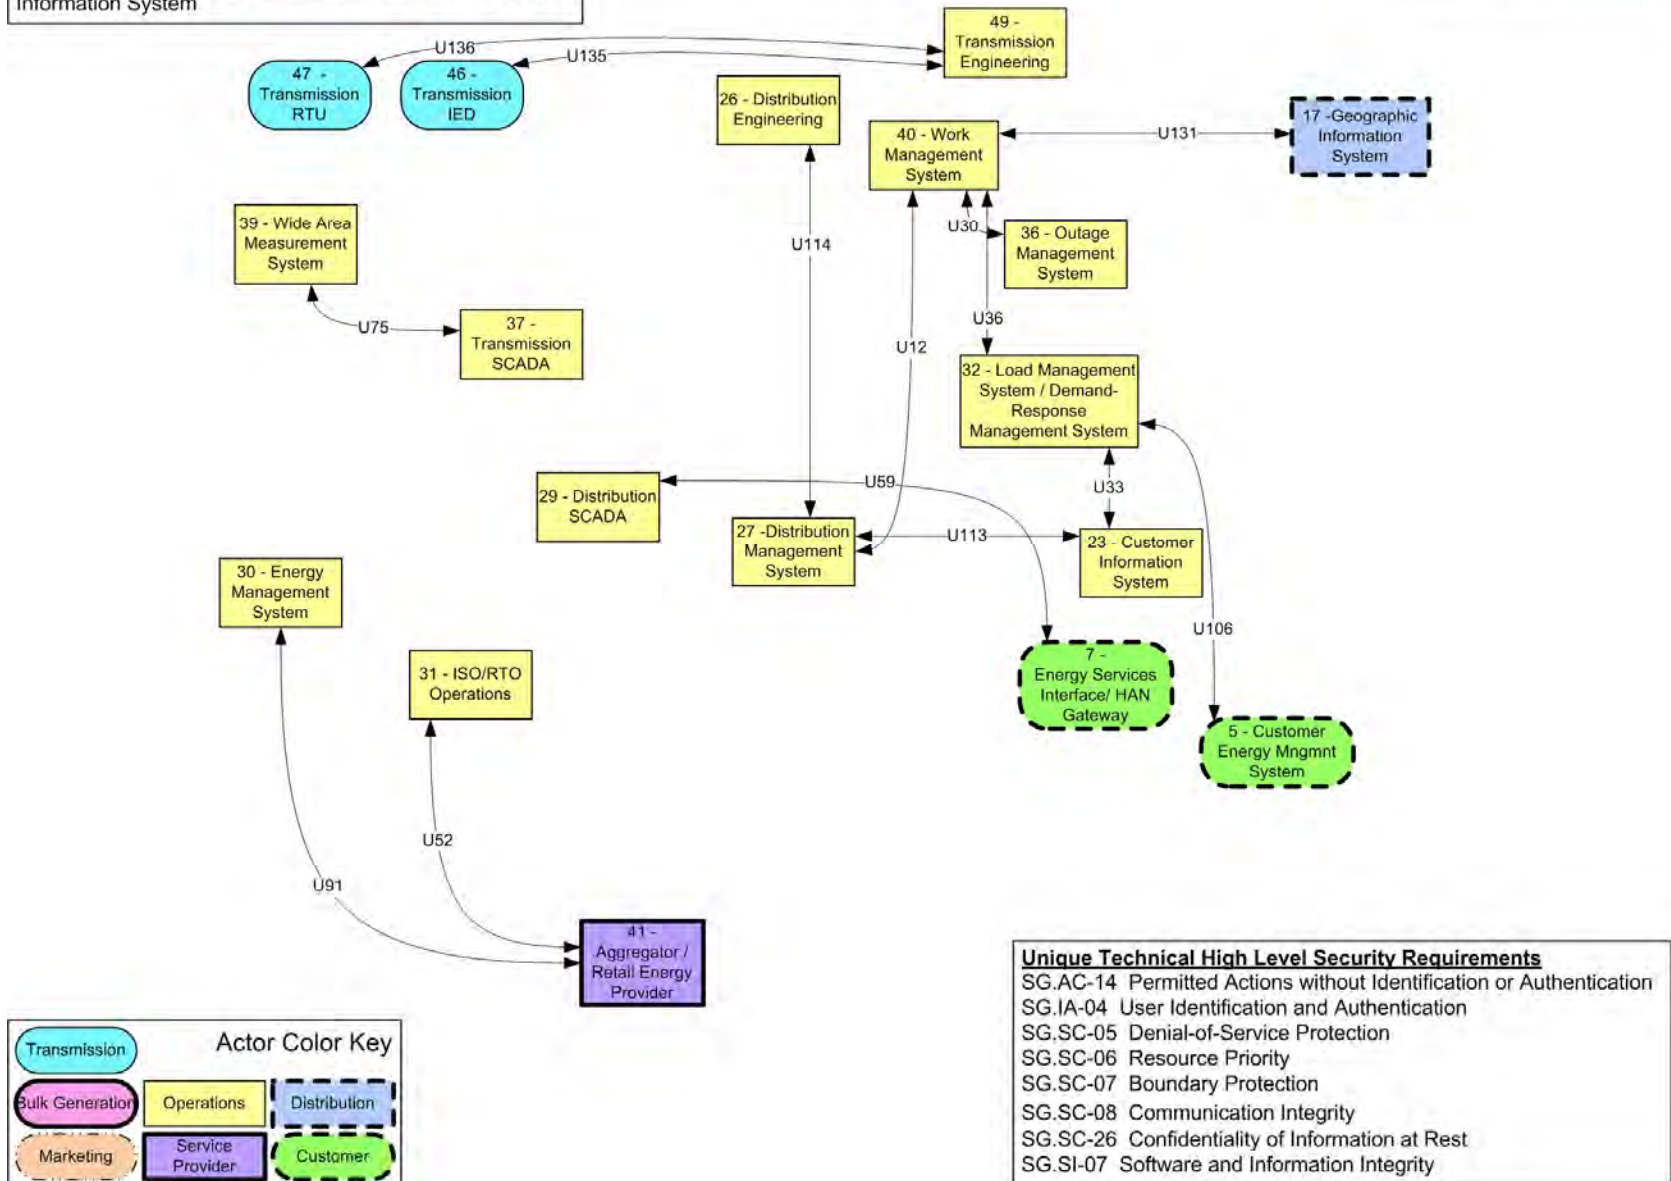 Information System
49 -
Transmission
Engineering
U136
U135
47 -
Transmission
RTU
46 -
Transmission
IED
26 - Distribution
Engineering
40 - Work
Management
System
U131
17 -Geographic
Information
System
39 - Wide Area
Measurement
System
U114
U30
36 - Outage
Management
System
U75
37 -
Transmission
SCADA
U36
U12
32 - Load Management
System / Demand-
Response
Management System
29 - Distribution
SCADA
U59
U33
27 -Distribution
Management
System
U113
23 - Customer
Information
System
30 - Energy
Management
System
U106
31 - ISO/RTO
Operations
7 -
Energy Services
Interface/ HAN
Gateway
5 - Customer
Energy Mngmnt
System
U52
U91
41 -
Aggregator /
Retail Energy
Provider
Unique Technical High Level Security Requirements
SG.AC-14 Permitted Actions without Identification or Authentication
SG.IA-04 User Identification and Authentication
SG.SC-05 Denial-of-Service Protection
SG.SC-06 Resource Priority
SG.SC-07 Boundary Protection
SG.SC-08 Communication Integrity
SG.SC-26 Confidentiality of Information at Rest
SG.SI-07 Software and Information Integrity
Actor Color Key
Transmission
Bulk Generation
Operations
Distribution
Marketing
Service
Provider
Customer